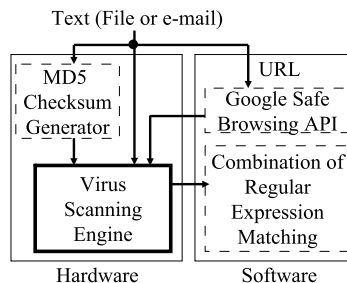 Text (File or e-mail)
MD5
Checksum
Generator
Virus
Scanning
Engine
Hardware
URL
Google Safe
Browsing API
Combination of
Regular
Expression
Matching
Software